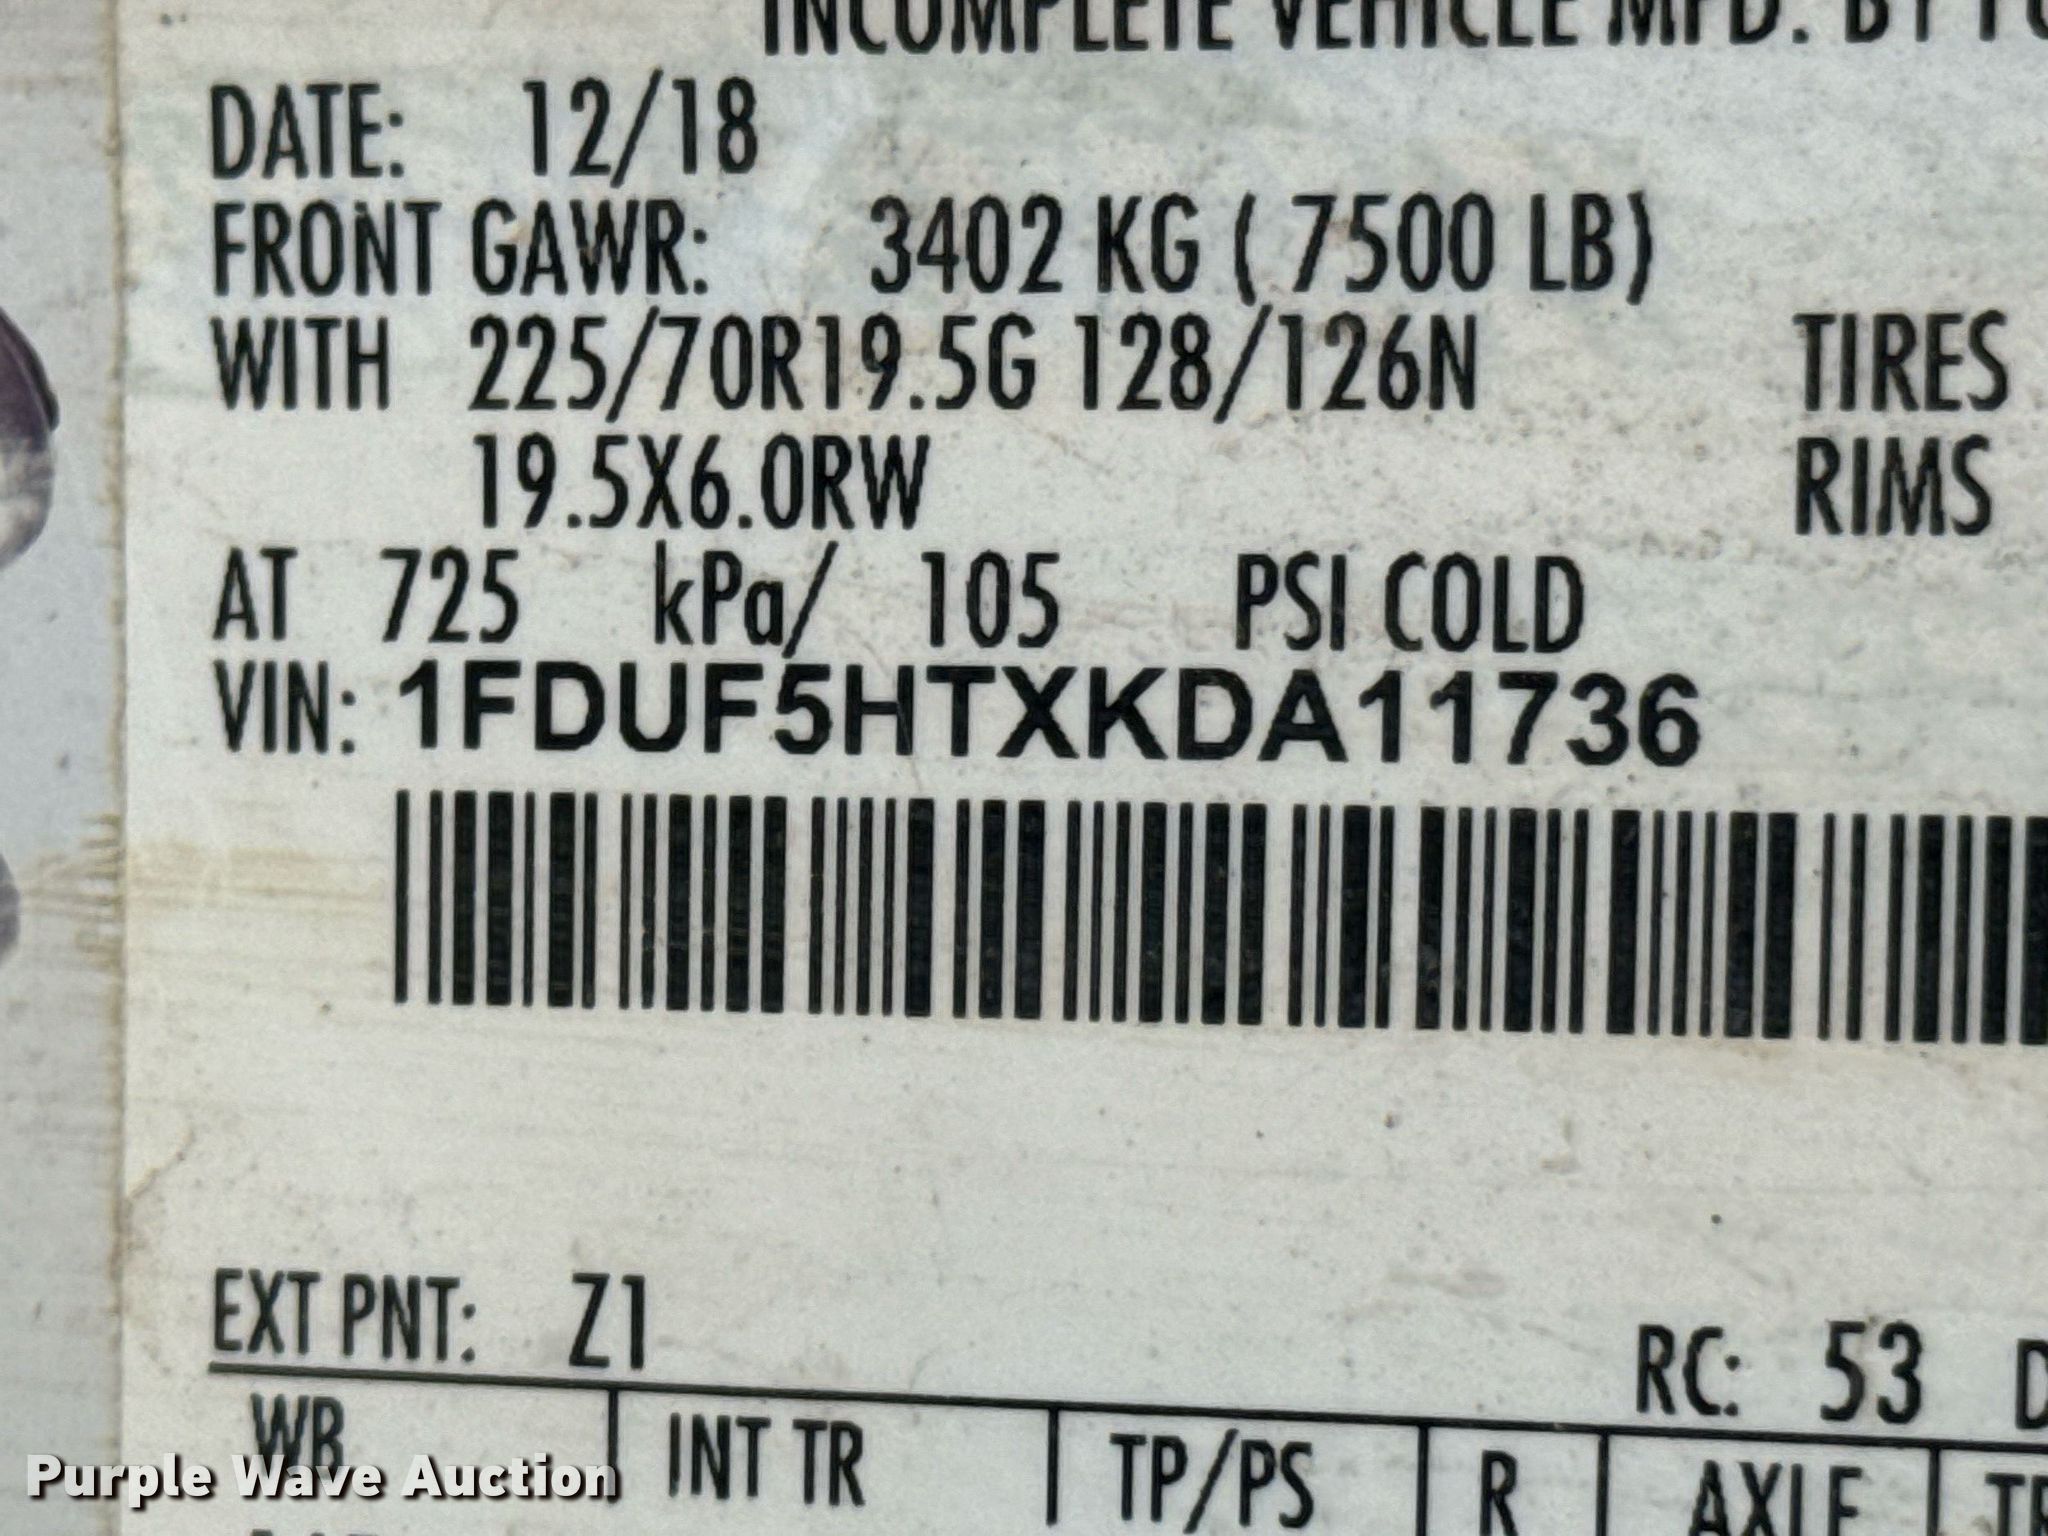 INCOMPLETE VEHICLE MFD. BY
DATE: 12/18
FRONT GAWR: 3402 KG ( 7500 LB)
WITH 225/70R19.5G 128/126N TIRES
19.5X6.0RW RIMS
AT 725 kPa/ 105 PSI COLD
VIN: 1FDUF5HTXKDA11736
EXT PNT: Z1
RC: 53
WB INT TR TP/PS R AXLE TR
Purple Wave Auction